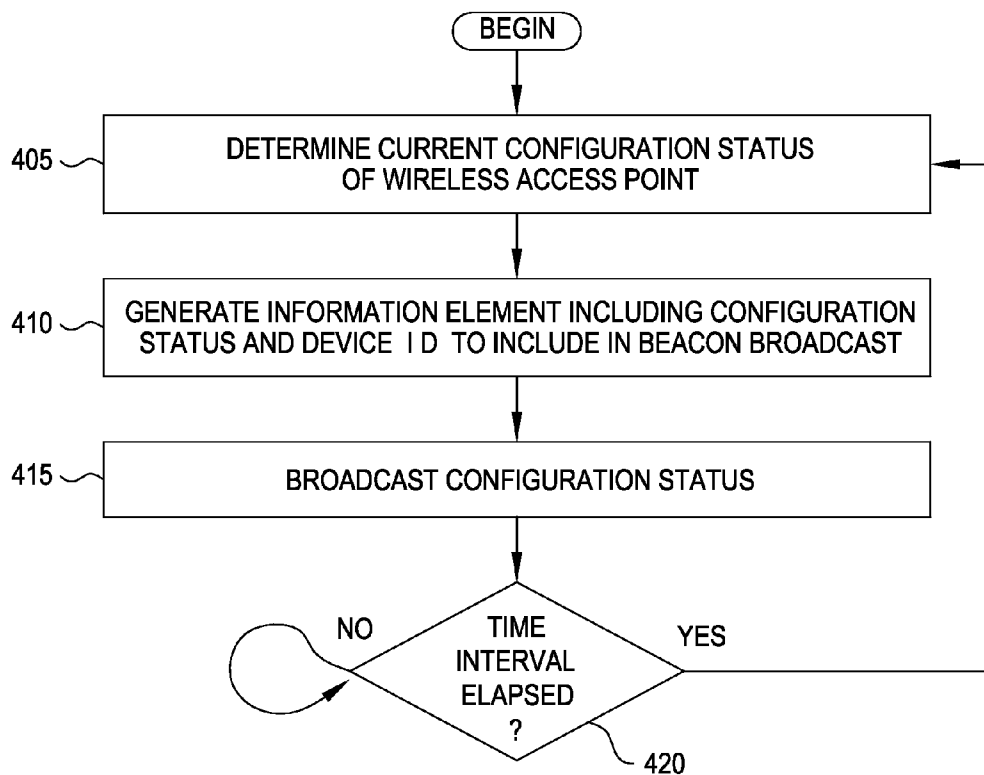 BEGIN
405
DETERMINE CURRENT CONFIGURATION STATUS
OF WIRELESS ACCESS POINT
410
GENERATE INFORMATION ELEMENT INCLUDING CONFIGURATION
STATUS AND DEVICE I D TO INCLUDE IN BEACON BROADCAST
415
BROADCAST CONFIGURATION STATUS
NO
TIME
INTERVAL
ELAPSED
?
YES
420